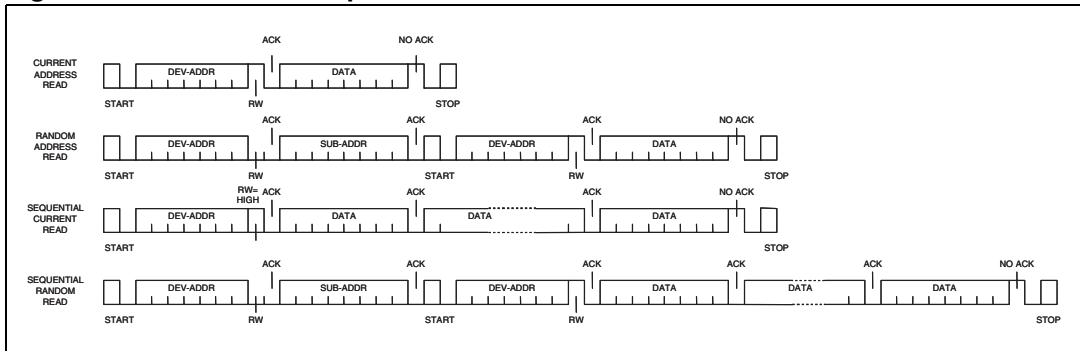 ACK NO ACK
CURRENT
ADDRESS
READ
DEV-ADDR DATA
START RW STOP
ACK ACK ACK NO ACK
RANDOM
ADDRESS
READ
DEV-ADDR SUB-ADDR DEV-ADDR DATA
START RW START RW STOP
RW=
HIGH
ACK ACK ACK NO ACK
SEQUENTIAL
CURRENT
READ
DEV-ADDR DATA DATA DATA
START STOP
ACK ACK ACK ACK ACK NO ACK
SEQUENTIAL
RANDOM
READ
DEV-ADDR SUB-ADDR DEV-ADDR DATA DATA DATA
START RW START RW STOP